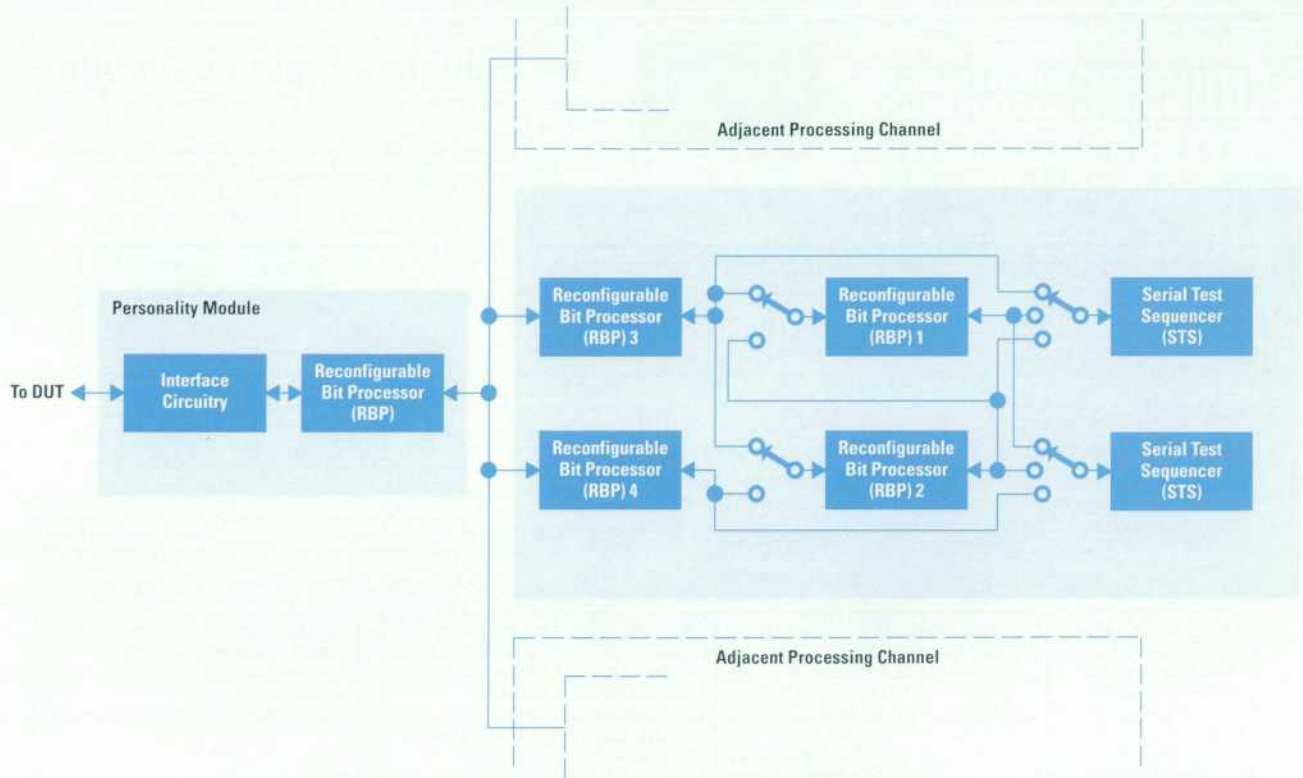 Adjacent Processing Channel
Personality Module
To DUT
Interface
Circuitry
Reconfigurable
Bit Processor
(RBP)
Reconfigurable
Bit Processor
(RBP) 3
Reconfigurable
Bit Processor
(RBP) 1
Serial Test
Sequencer
(STS)
Reconfigurable
Bit Processor
(RBP) 4
Reconfigurable
Bit Processor
(RBP) 2
Serial Test
Sequencer
(STS)
Adjacent Processing Channel